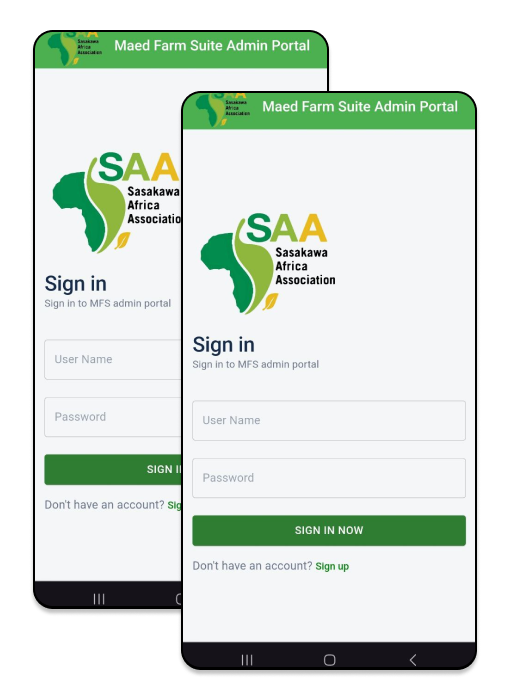 Sasakawa
Africa
Association
Maed Farm Suite Admin Portal
SAA
Sasakawa
Africa
Associatio
Sign in
Sign in to MFS admin portal
User Name
Password
SIGN I
Don't have an account? Sig
Sasakawa
Africa
Association
Maed Farm Suite Admin Portal
SAA
Sasakawa
Africa
Association
Sign in
Sign in to MFS admin portal
User Name
Password
SIGN IN NOW
Don't have an account? Sign up